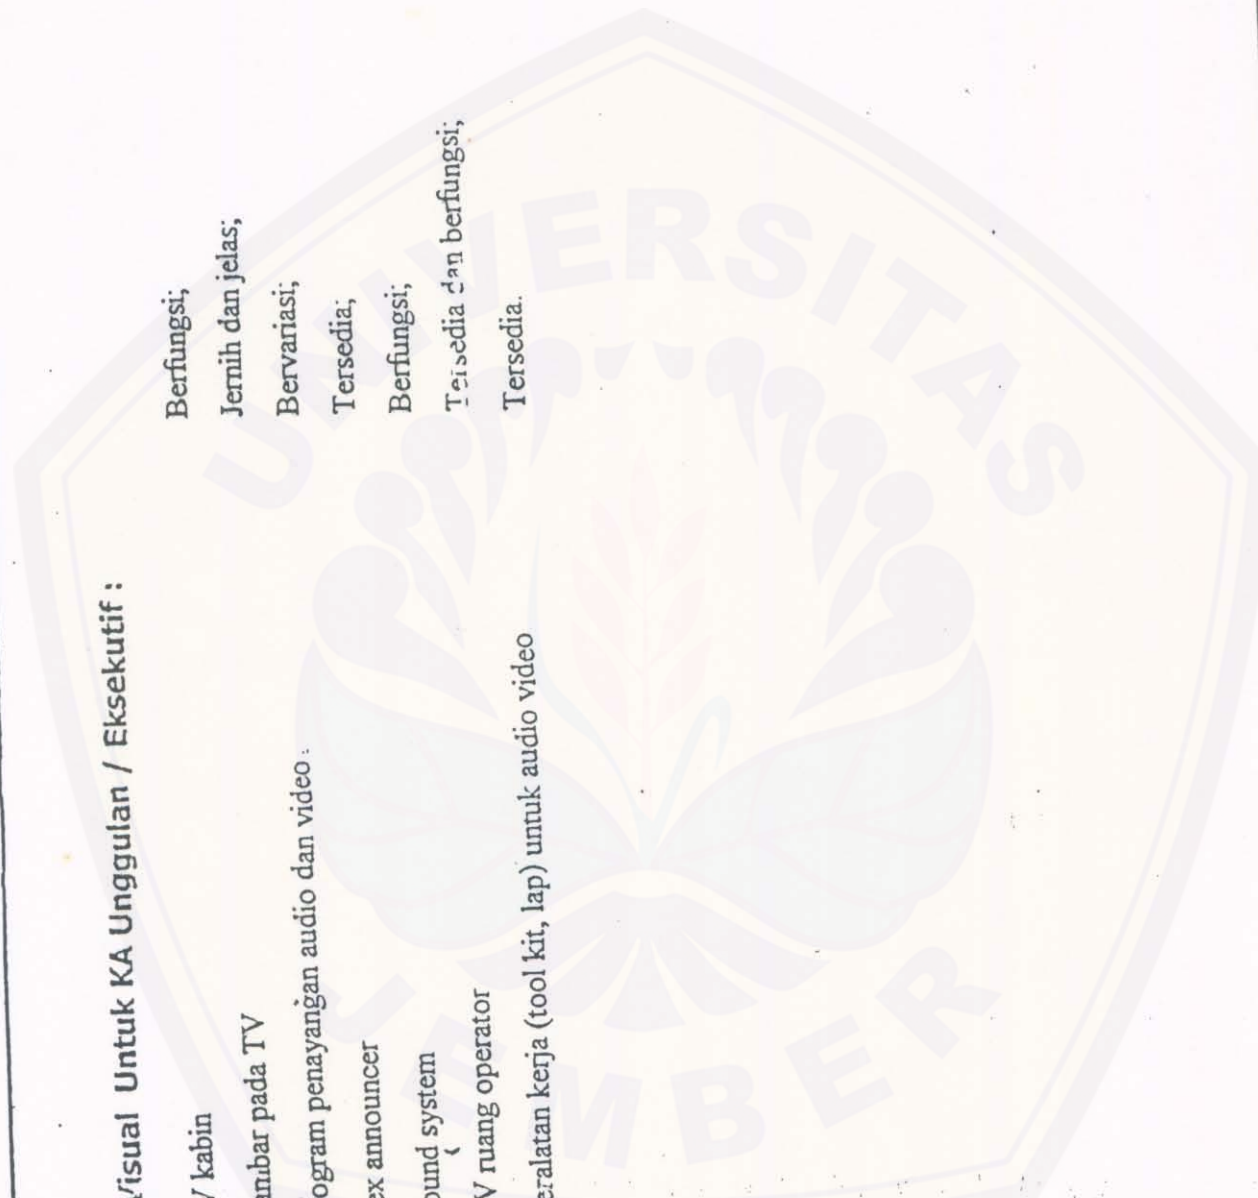 Visual Untuk KA Unggulan / Eksekutif :
V kabin Berfungsi;
ambar pada TV Jernih dan jelas;
ogram penayangan audio dan video Bervariasi;
ex announcer Tersedia;
ound system Berfungsi;
V ruang operator Tersedia dan berfungsi;
eralatan kerja (tool kit, lap) untuk audio video Tersedia.
UNIVERSITAS
JEMBER